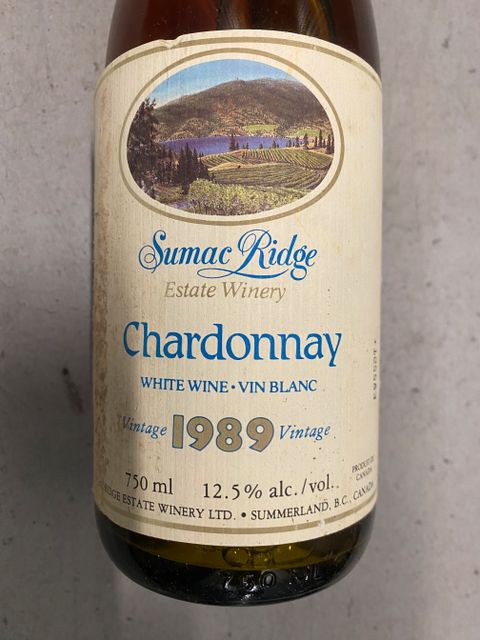 Sumac Ridge
Estate Winery
Chardonnay
WHITE WINE • VIN BLANC
Vintage 1989 Vintage
750 ml 12.5% alc./vol.
PRODUCT OF
CANADA
RIDGE ESTATE WINERY LTD. • SUMMERLAND, B.C., CANADA
750 ML